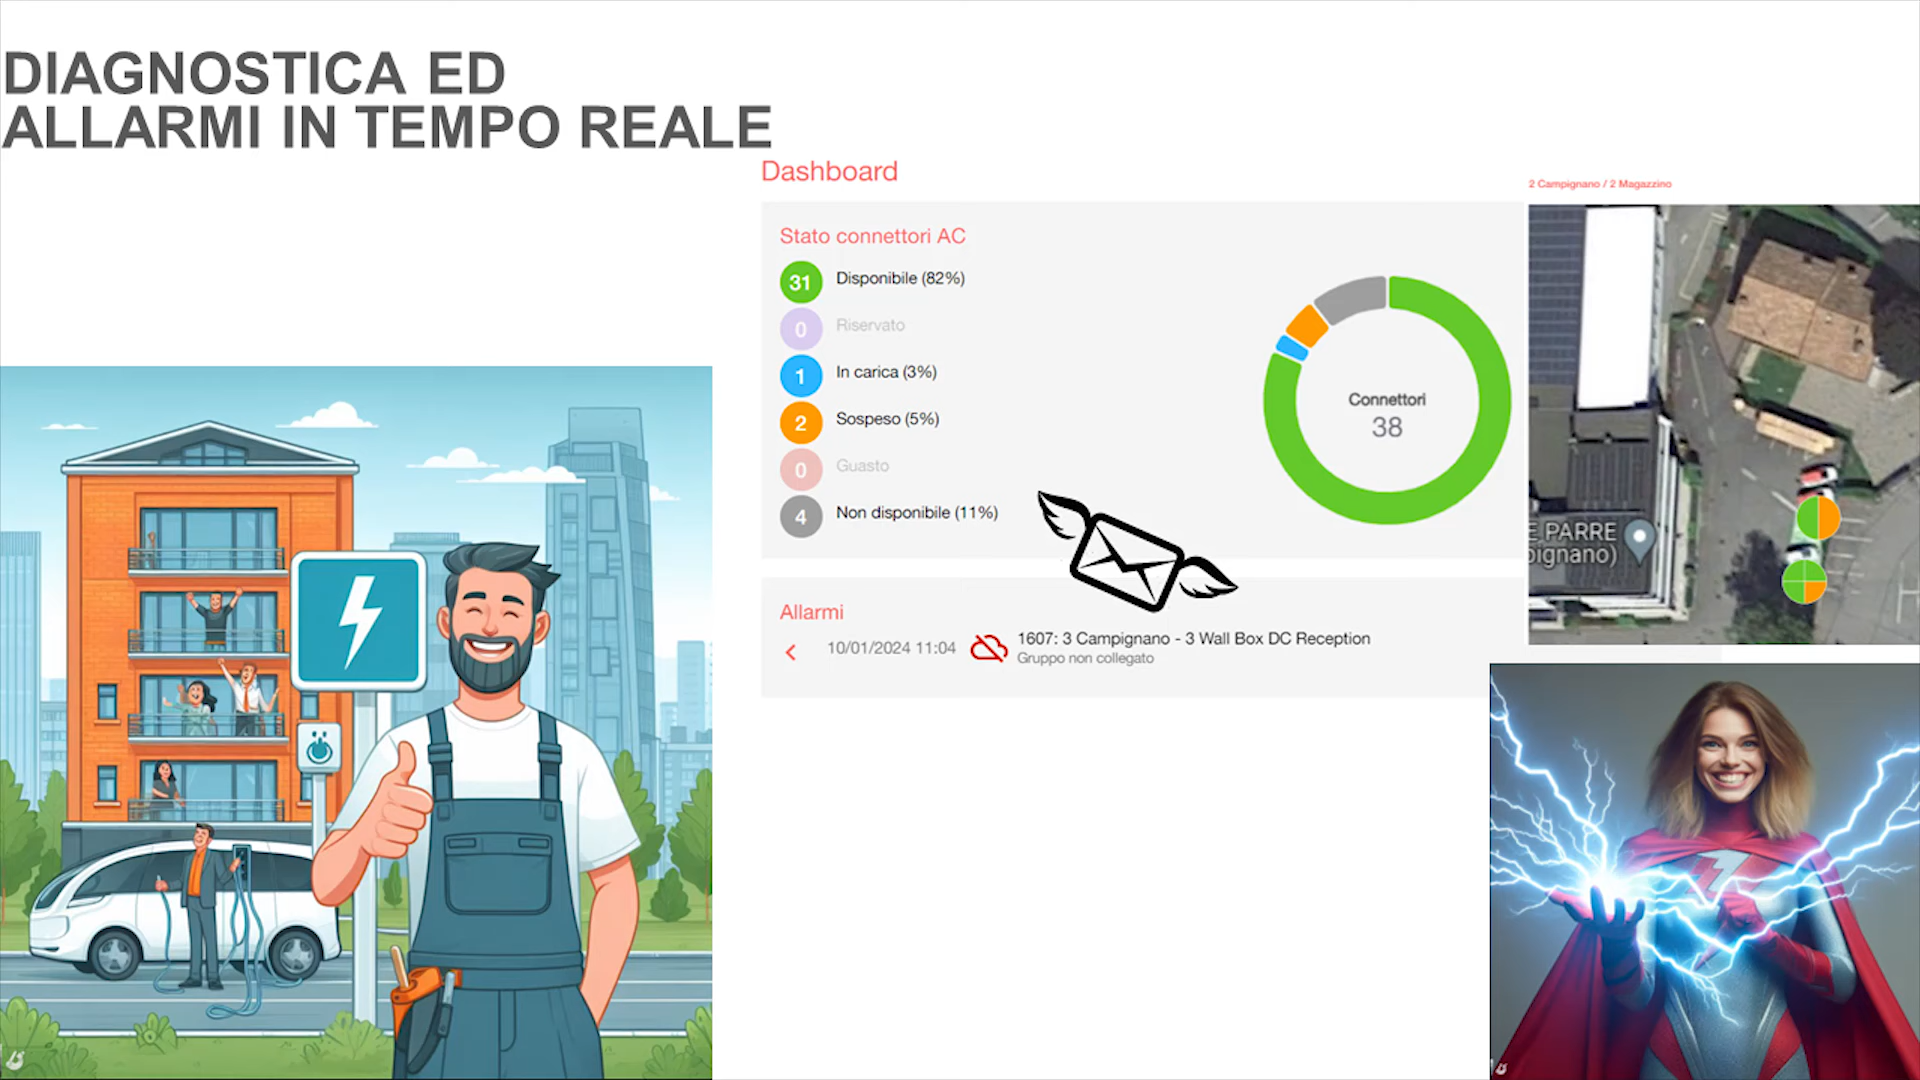 DIAGNOSTICA ED
ALLARMI IN TEMPO REALE
Dashboard
Stato connettori AC
31 Disponibile (82%)
0 Riservato
1 In carica (3%)
2 Sospeso (5%)
0 Guasto
4 Non disponibile (11%)
Connettori
38
Allarmi
10/01/2024 11:04
1607: 3 Campignano - 3 Wall Box DC Reception
Gruppo non collegato
2 Campignano / 2 Magazzino
E PARRE
pignano)